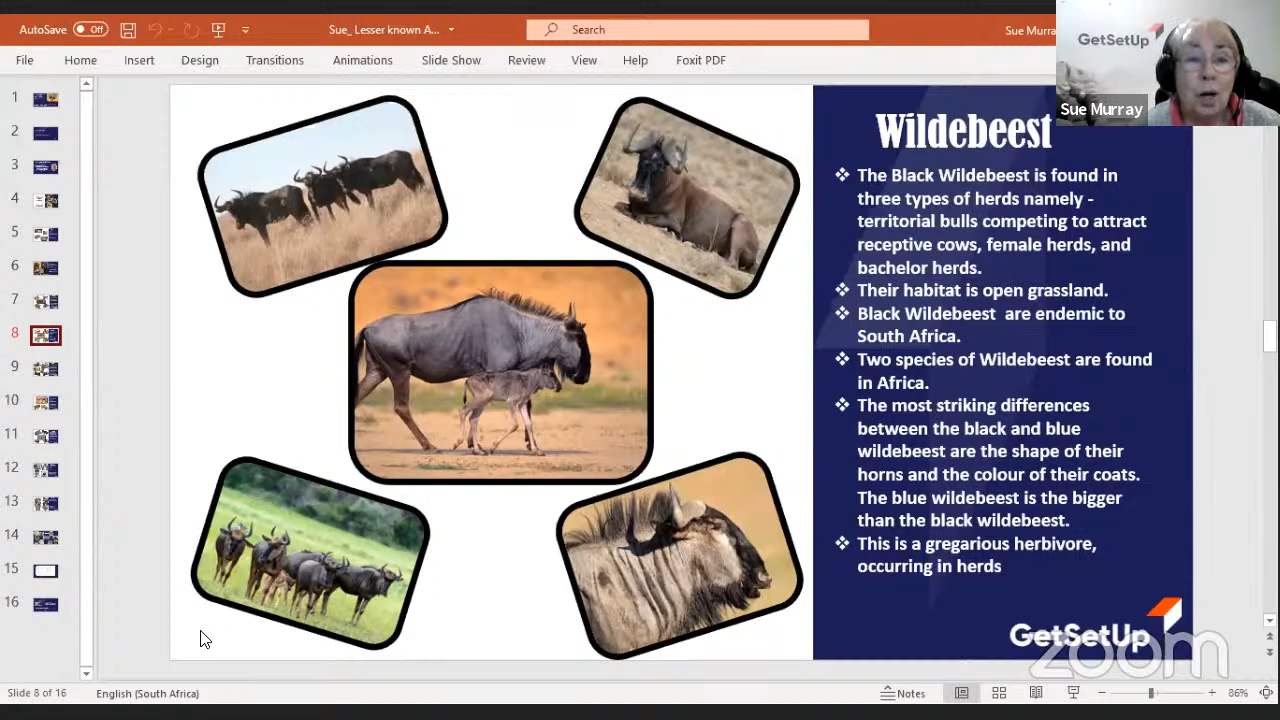 AutoSave Off Sue_ Lesser known A... Search Sue Murra
File Home Insert Design Transitions Animations Slide Show Review View Help Foxit PDF
GetSetUp
Sue Murray
1
2
3
4
5
6
7
8
9
10
11
12
13
14
15
16
Wildebeest
❖ The Black Wildebeest is found in
three types of herds namely -
territorial bulls competing to attract
receptive cows, female herds, and
bachelor herds.
❖ Their habitat is open grassland.
❖ Black Wildebeest are endemic to
South Africa.
❖ Two species of Wildebeest are found
in Africa.
❖ The most striking differences
between the black and blue
wildebeest are the shape of their
horns and the colour of their coats.
The blue wildebeest is the bigger
than the black wildebeest.
❖ This is a gregarious herbivore,
occurring in herds
GetSetUp
zoom
Slide 8 of 16 English (South Africa) Notes 86%